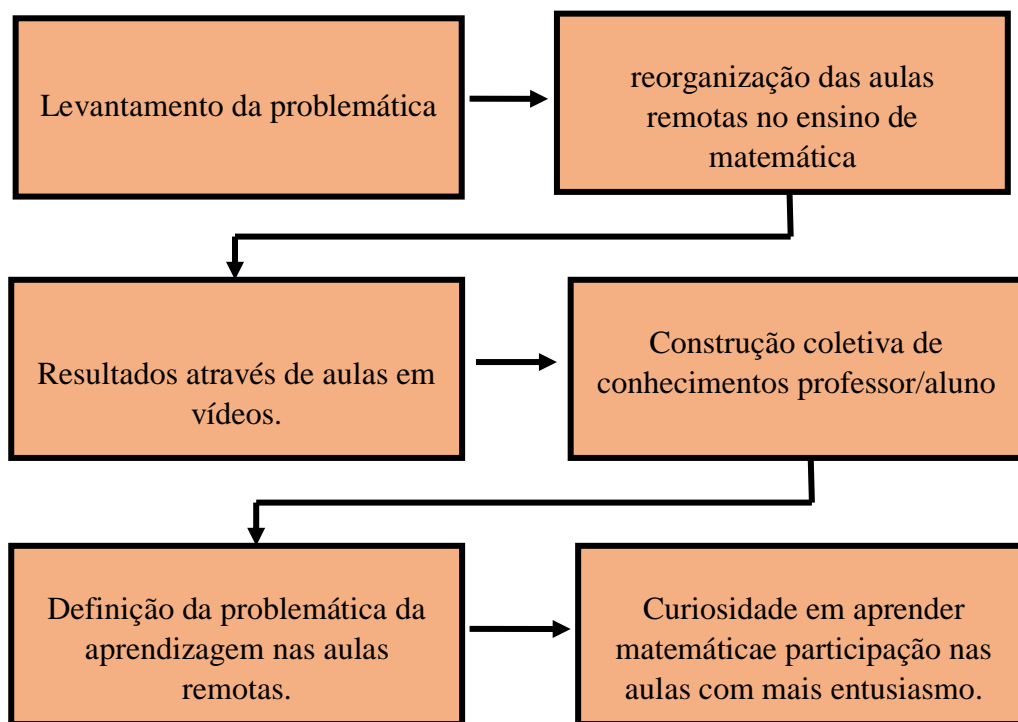 Levantamento da problemática
reorganização das aulas
remotas no ensino de
matemática
Resultados através de aulas em
vídeos.
Construção coletiva de
conhecimentos professor/aluno
Definição da problemática da
aprendizagem nas aulas
remotas.
Curiosidade em aprender
matemáticae participação nas
aulas com mais entusiasmo.